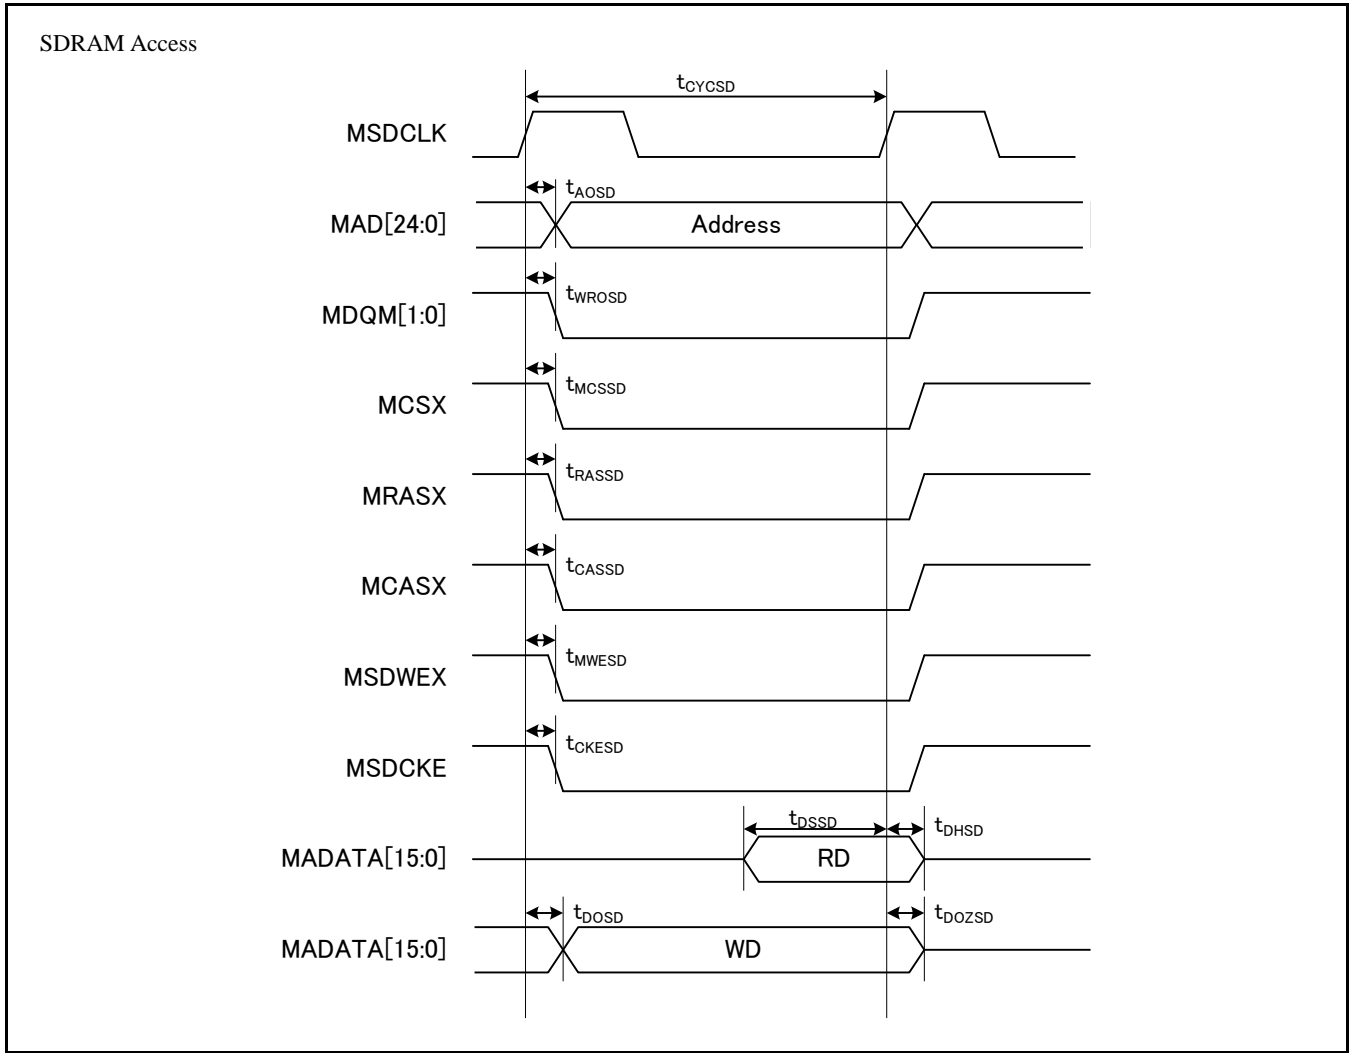 SDRAM Access
tCYCSD
MSDCLK
tAOSD
MAD[24:0] Address
tWROSD
MDQM[1:0]
tMCSSD
MCSX
tRASSD
MRASX
tCASSD
MCASX
tMWESD
MSDWEX
tCKESD
MSDCKE
tDSSD tDHSD
MADATA[15:0] RD
tDOSD tDOZSD
MADATA[15:0] WD